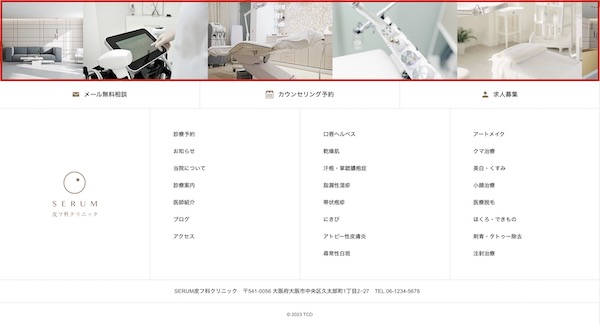 メール無料相談
カウンセリング予約
求人募集
SERUM
皮フ科クリニック
診療予約
お知らせ
当院について
診療案内
医師紹介
ブログ
アクセス
口唇ヘルペス
乾燥肌
汗疱・掌蹠膿疱症
脂漏性湿疹
帯状疱疹
にきび
アトピー性皮膚炎
尋常性白斑
アートメイク
クマ治療
美白・くすみ
小顔治療
医療脱毛
ほくろ・できもの
刺青・タトゥー除去
注射治療
SERUM皮フ科クリニック 〒541-0056 大阪府大阪市中央区久太郎町1丁目2−27 TEL.06-1234-5678
© 2023 TCD